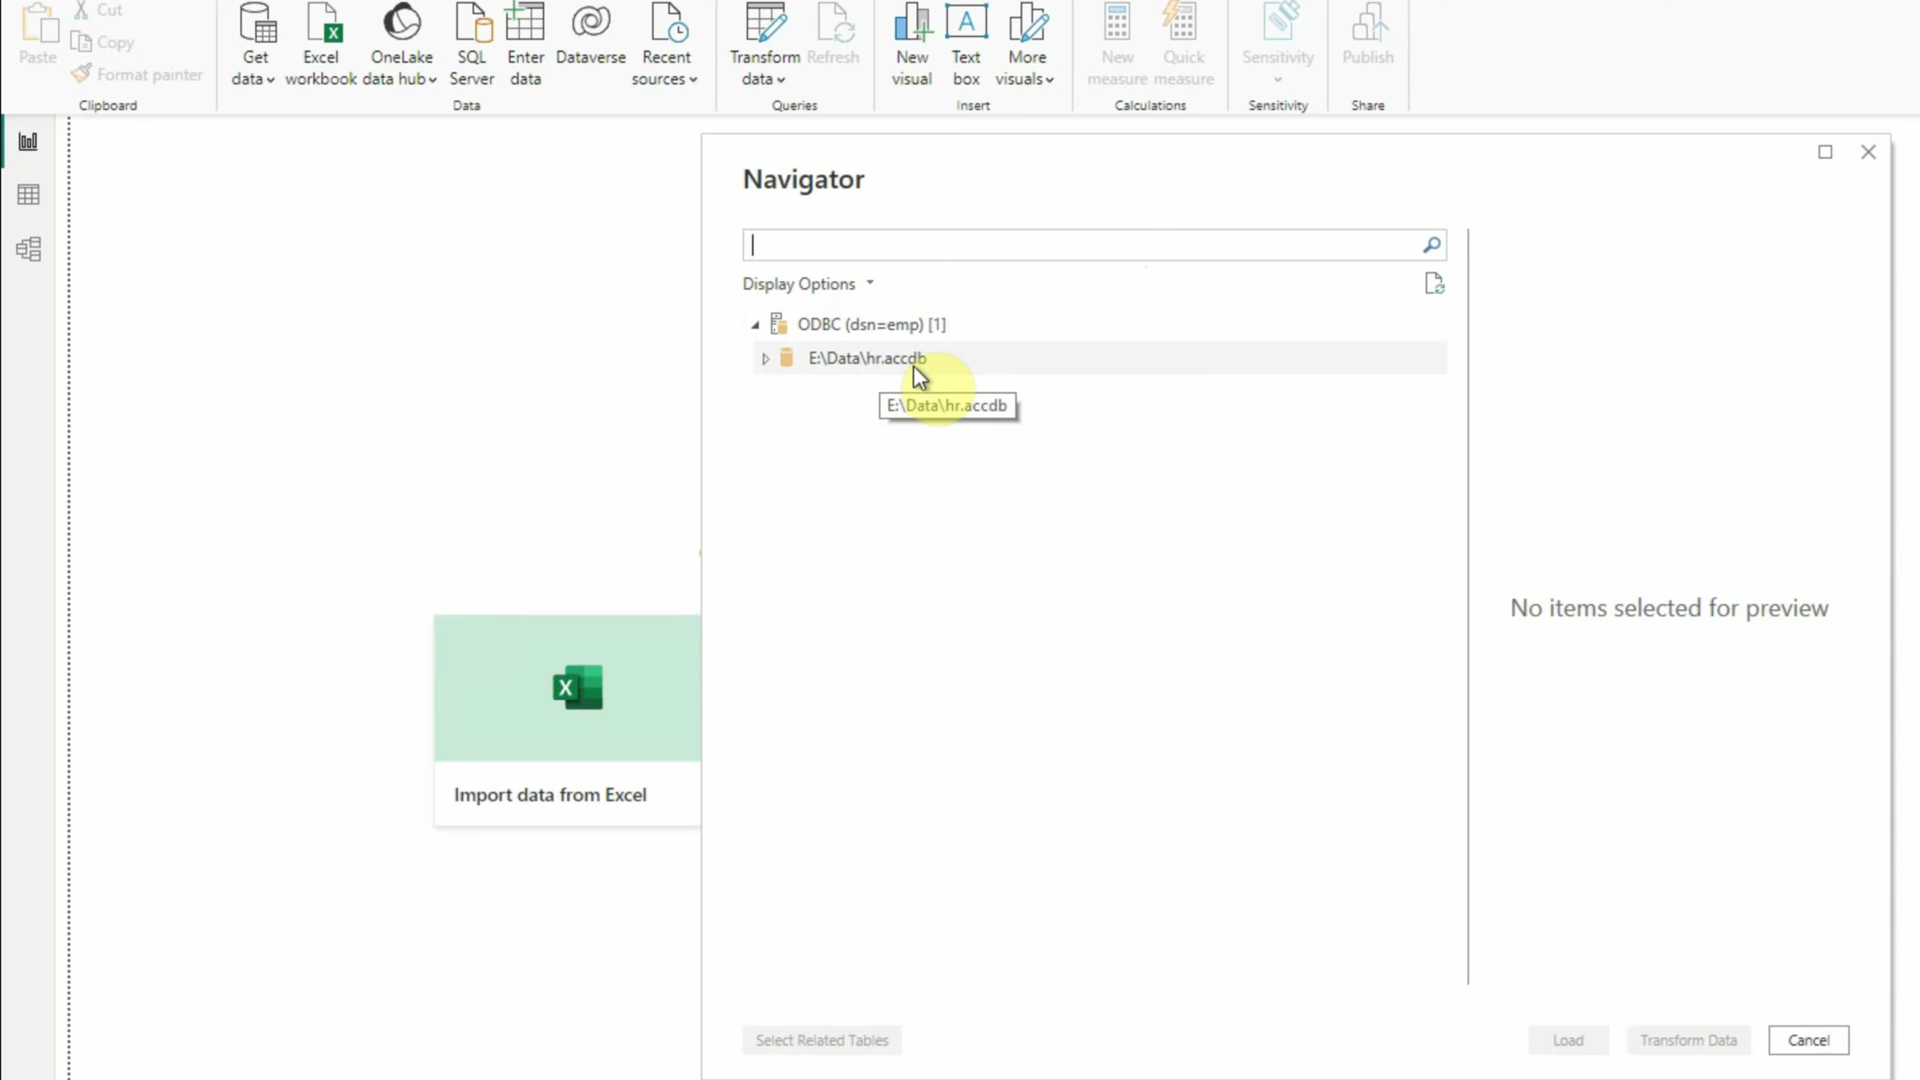 Paste
Cut
Copy
Format painter
Clipboard
Get data
Excel workbook
OneLake data hub
SQL Server
Enter data
Dataverse
Recent sources
Data
Transform data
Refresh
Queries
New visual
A
Text box
More visuals
Insert
New measure
Quick measure
Calculations
Sensitivity
Sensitivity
Publish
Share
Navigator
Display Options
ODBC (dsn=emp) [1]
E:\Data\hr.accdb
E:\Data\hr.accdb
No items selected for preview
X
Import data from Excel
Select Related Tables
Load
Transform Data
Cancel